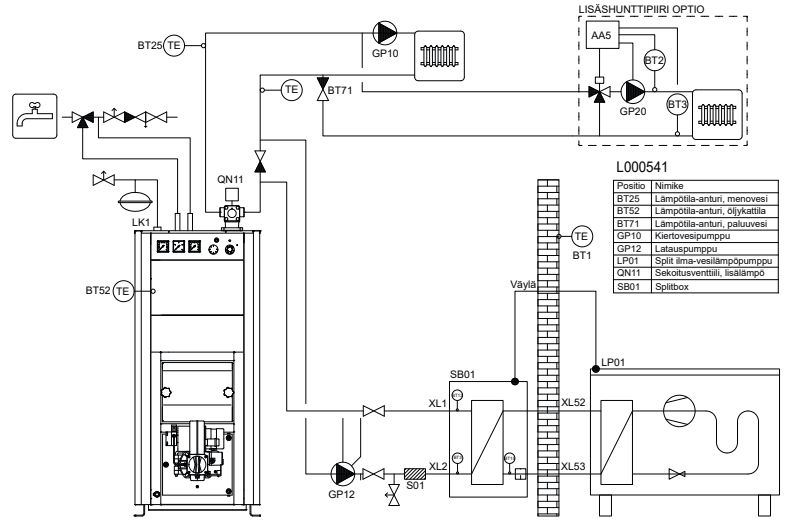 LISÄSHUNTTIPIIRI OPTIO
BT25 TE
GP10
AA5
BT2
TE
BT71
GP20
BT3
L000541
QN11
Positio Nimike
BT25 Lämpötila-anturi, menovesi
BT52 Lämpötila-anturi, öljykattila
BT71 Lämpötila-anturi, paluuvesi
GP10 Kiertovesipumppu
GP12 Latauspumppu
LP01 Split ilma-vesilämpöpumppu
QN11 Sekoitusventtiili, lisälämpö
SB01 Splitbox
LK1
TE
BT1
BT52 TE
Väylä
LP01
SB01
XL1
XL52
BT12
XL2
XL53
BT3
GP12
S01